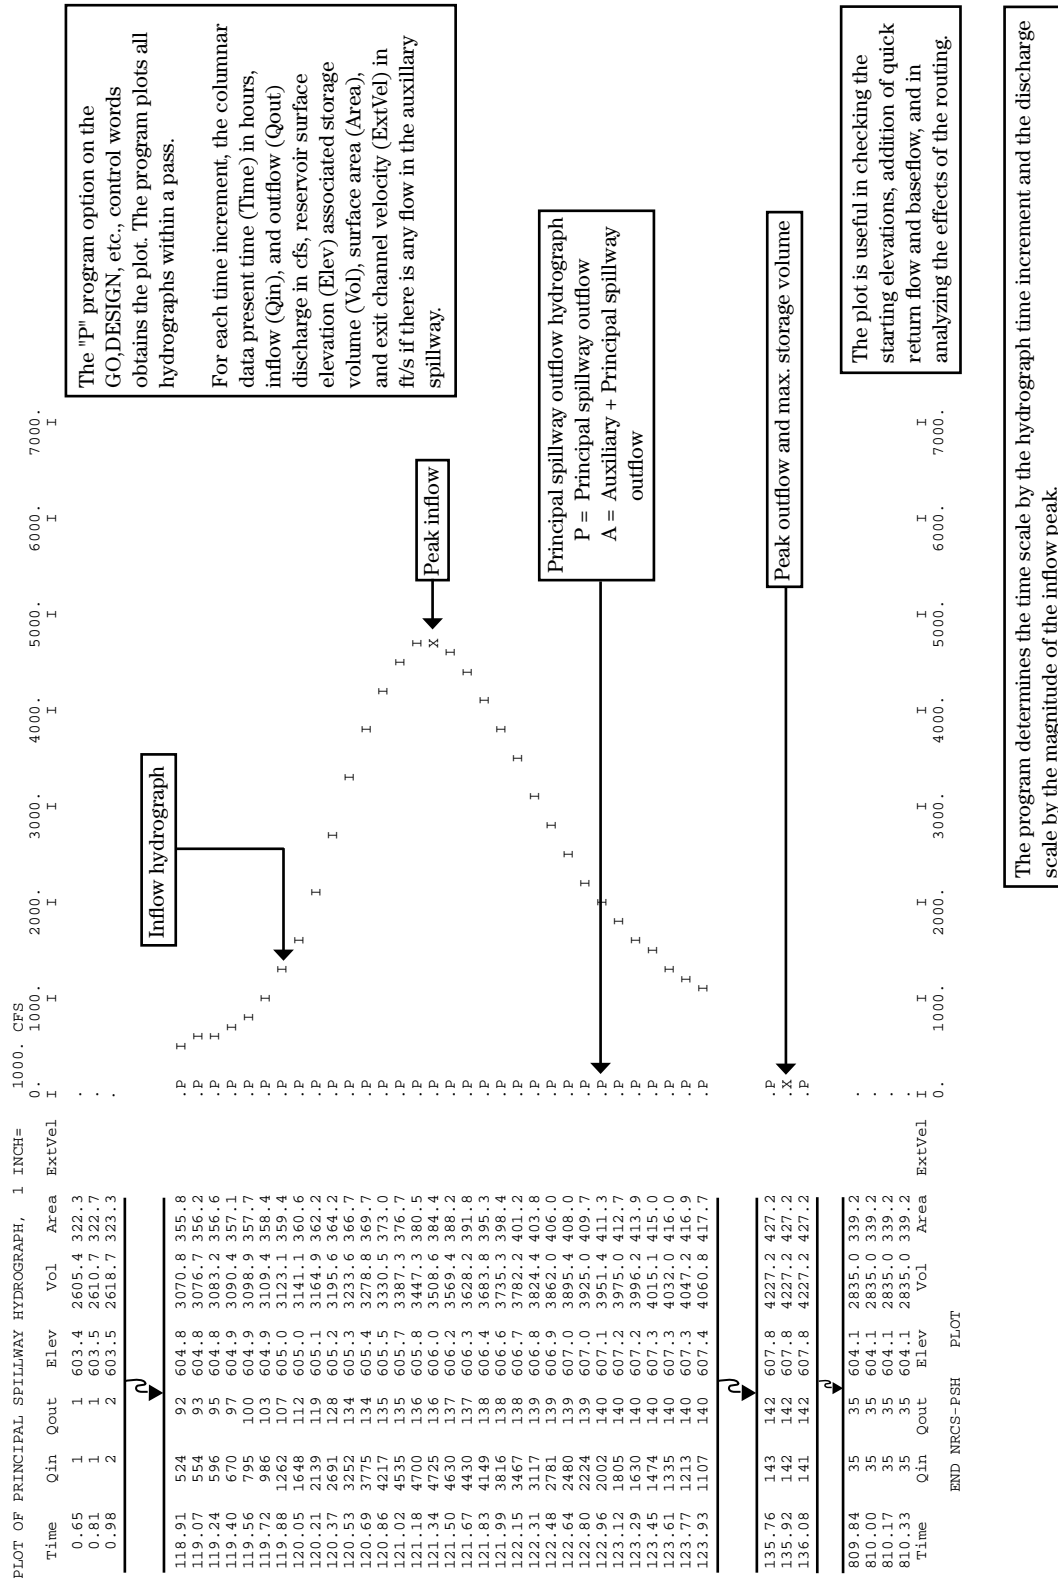 PLOT OF PRINCIPAL SPILLWAY HYDROGRAPH, 1 INCH= 1000. CFS
0. 1000. 2000. 3000. 4000. 5000. 6000. 7000.
Time Qin Qout Elev Vol Area ExtVel I I I I I I I I
0.65 1 1 603.4 2605.4 322.3 .
0.81 1 1 603.5 2610.7 322.7 .
0.98 2 2 603.5 2618.7 323.3 .
118.91 524 92 604.8 3070.8 355.8 .P I
119.07 554 93 604.8 3076.7 356.2 .P I
119.24 596 95 604.8 3083.2 356.6 .P I
119.40 670 97 604.9 3090.4 357.1 .P I
119.56 795 100 604.9 3098.9 357.7 .P I
119.72 986 103 604.9 3109.4 358.4 .P I
119.88 1262 107 605.0 3123.1 359.4 .P I
120.05 1648 112 605.0 3141.1 360.6 .P I
120.21 2139 119 605.1 3164.9 362.2 .P I
120.37 2691 128 605.2 3195.6 364.2 .P I
120.53 3252 134 605.3 3233.6 366.7 .P I
120.69 3775 134 605.4 3278.8 369.7 .P I
120.86 4217 135 605.5 3330.5 373.0 .P I
121.02 4535 135 605.7 3387.3 376.7 .P I
121.18 4700 136 605.8 3447.3 380.5 .P I
121.34 4725 136 606.0 3508.6 384.4 .P X
121.50 4630 137 606.2 3569.4 388.2 .P I
121.67 4430 137 606.3 3628.2 391.8 .P I
121.83 4149 138 606.4 3683.8 395.3 .P I
121.99 3816 138 606.6 3735.3 398.4 .P I
122.15 3467 138 606.7 3782.2 401.2 .P I
122.31 3117 139 606.8 3824.4 403.8 .P I
122.48 2781 139 606.9 3862.0 406.0 .P I
122.64 2480 139 607.0 3895.4 408.0 .P I
122.80 2224 139 607.0 3925.0 409.7 .P I
122.96 2002 140 607.1 3951.4 411.3 .P I
123.12 1805 140 607.2 3975.0 412.7 .P I
123.29 1630 140 607.2 3996.2 413.9 .P I
123.45 1474 140 607.3 4015.1 415.0 .P I
123.61 1335 140 607.3 4032.0 416.0 .P I
123.77 1213 140 607.3 4047.2 416.9 .P I
123.93 1107 140 607.4 4060.8 417.7 .P I
135.76 143 142 607.8 4227.2 427.2 .P
135.92 142 142 607.8 4227.2 427.2 .X
136.08 141 142 607.8 4227.2 427.2 .P
809.84 35 35 604.1 2835.0 339.2 .
810.00 35 35 604.1 2835.0 339.2 .
810.17 35 35 604.1 2835.0 339.2 .
810.33 35 35 604.1 2835.0 339.2 .
Time Qin Qout Elev Vol Area ExtVel I I I I I I I I
0. 1000. 2000. 3000. 4000. 5000. 6000. 7000.
END NRCS-PSH PLOT
The "P" program option on the
GO,DESIGN, etc., control words
obtains the plot. The program plots all
hydrographs within a pass.
For each time increment, the columnar
data present time (Time) in hours,
inflow (Qin), and outflow (Qout)
discharge in cfs, reservoir surface
elevation (Elev) associated storage
volume (Vol), surface area (Area),
and exit channel velocity (ExtVel) in
ft/s if there is any flow in the auxillary
spillway.
Inflow hydrograph
Peak inflow
Principal spillway outflow hydrograph
P = Principal spillway outflow
A = Auxiliary + Principal spillway
outflow
Peak outflow and max. storage volume
The plot is useful in checking the
starting elevations, addition of quick
return flow and baseflow, and in
analyzing the effects of the routing.
The program determines the time scale by the hydrograph time increment and the discharge
scale by the magnitude of the inflow peak.